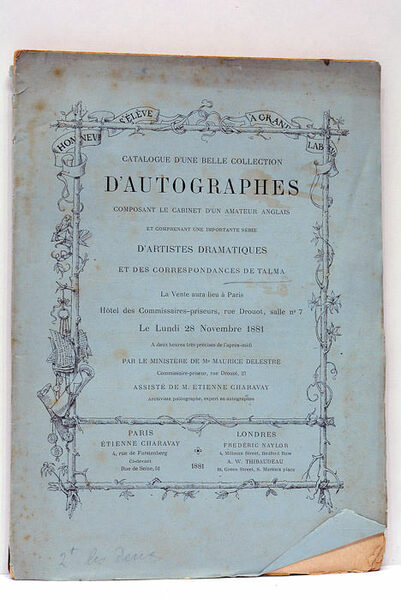 HONNEUR S'ÉLÈVE A GRAND LABEUR
CATALOGUE D'UNE BELLE COLLECTION
D'AUTOGRAPHES
COMPOSANT LE CABINET D'UN AMATEUR ANGLAIS
ET COMPRENANT UNE IMPORTANTE SÉRIE
D'ARTISTES DRAMATIQUES
ET DES CORRESPONDANCES DE TALMA
La Vente aura lieu à Paris
Hôtel des Commissaires-priseurs, rue Drouot, salle nº 7
Le Lundi 28 Novembre 1881
A deux heures très précises de l'après-midi
PAR LE MINISTÈRE DE Me MAURICE DELESTRE
Commissaire-priseur, rue Drouot, 27
ASSISTÉ DE M. ÉTIENNE CHARAVAY
Archiviste paléographe, expert en autographes
PARIS
ÉTIENNE CHARAVAY
4, rue de Furstenberg
Ci-devant
Rue de Seine, 51
1881
LONDRES
FRÉDÉRIC NAYLOR
4, Millman Street, Bedford Row
A. W. THIBAUDEAU
18, Green Street, S. Martin's place
2f les deux